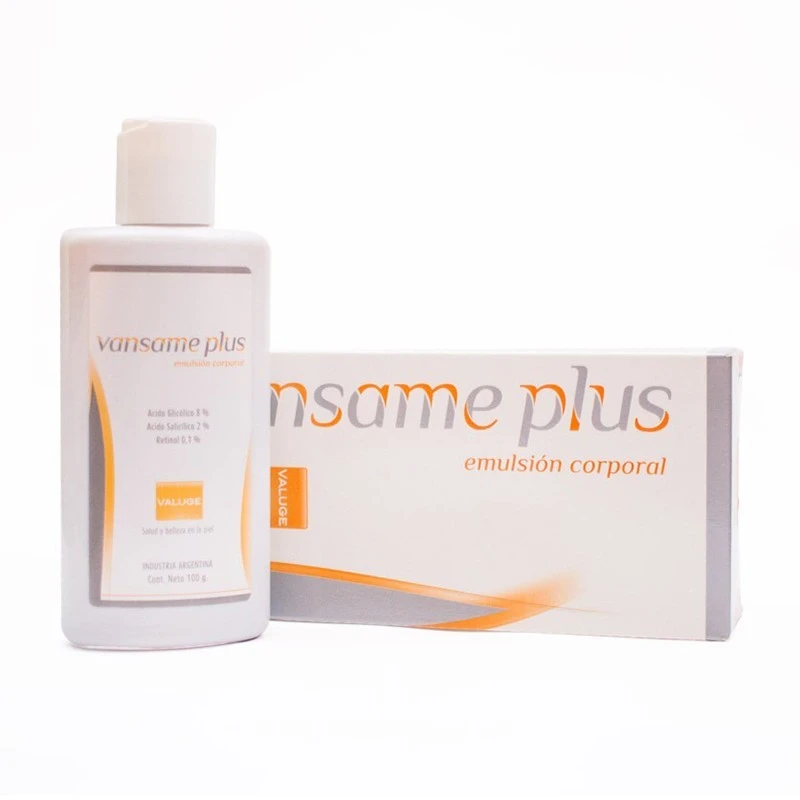 vansame plus
emulsión corporal
Acido Glicólico 8 %
Acido Salicílico 2 %
Retinol 0,1 %
VALUGE
Salud y belleza en la piel
INDUSTRIA ARGENTINA
Cont. Neto 100 g
nsame plus
emulsión corporal
VALUGE